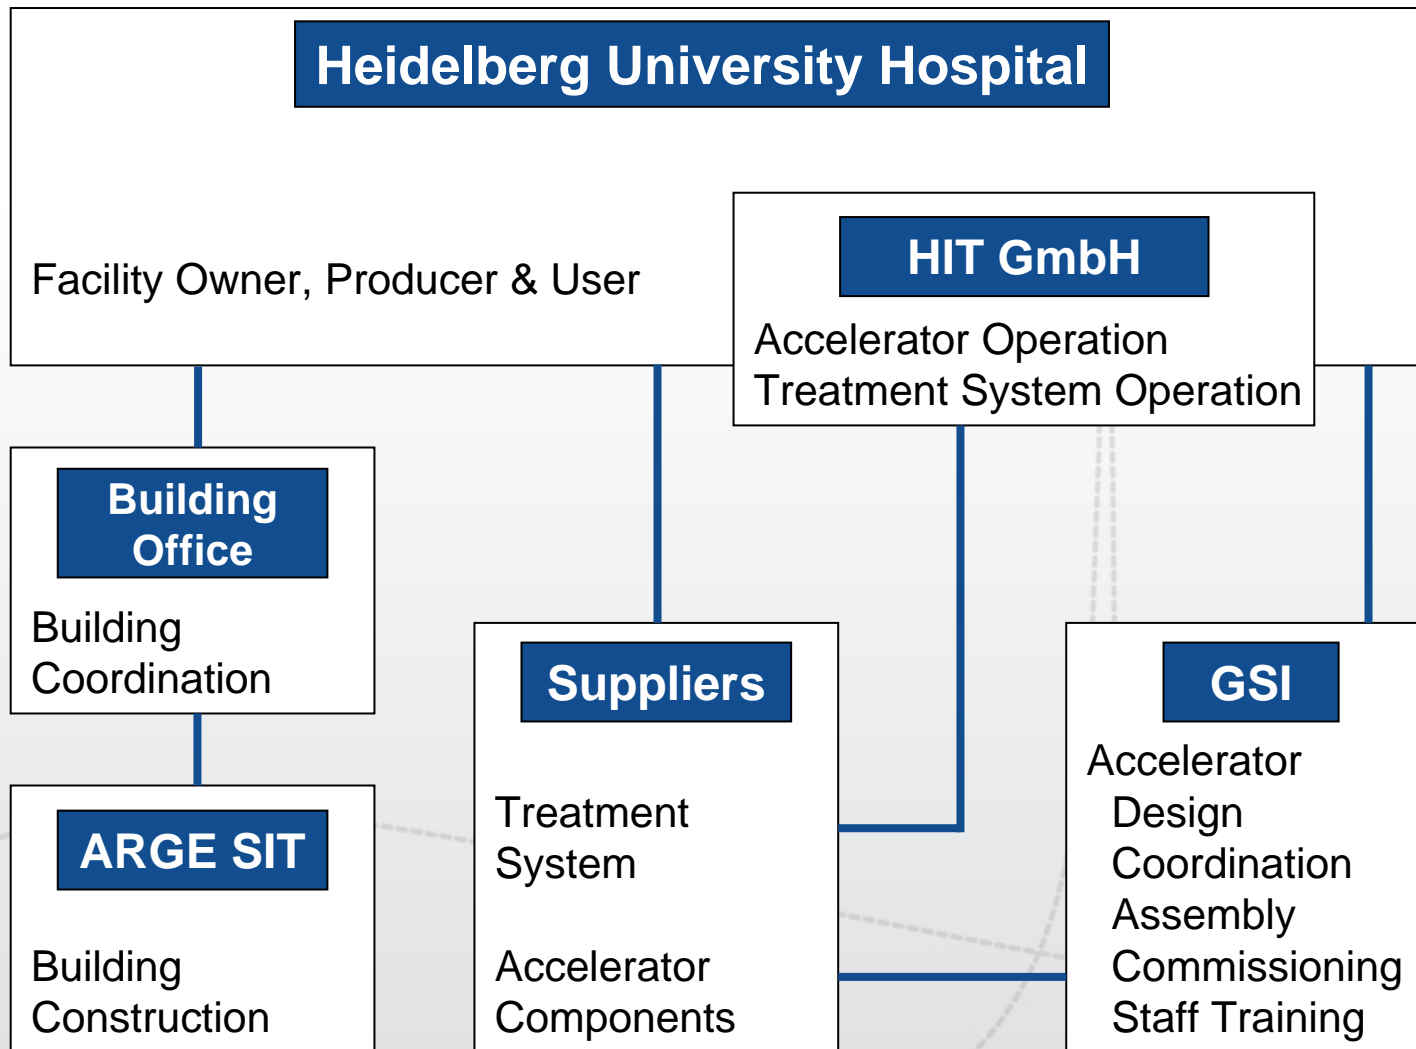 Heidelberg University Hospital
Facility Owner, Producer & User
HIT GmbH
Accelerator Operation
Treatment System Operation
Building
Office
Building
Coordination
ARGE SIT
Building
Construction
Suppliers
Treatment
System
Accelerator
Components
GSI
Accelerator
Design
Coordination
Assembly
Commissioning
Staff Training